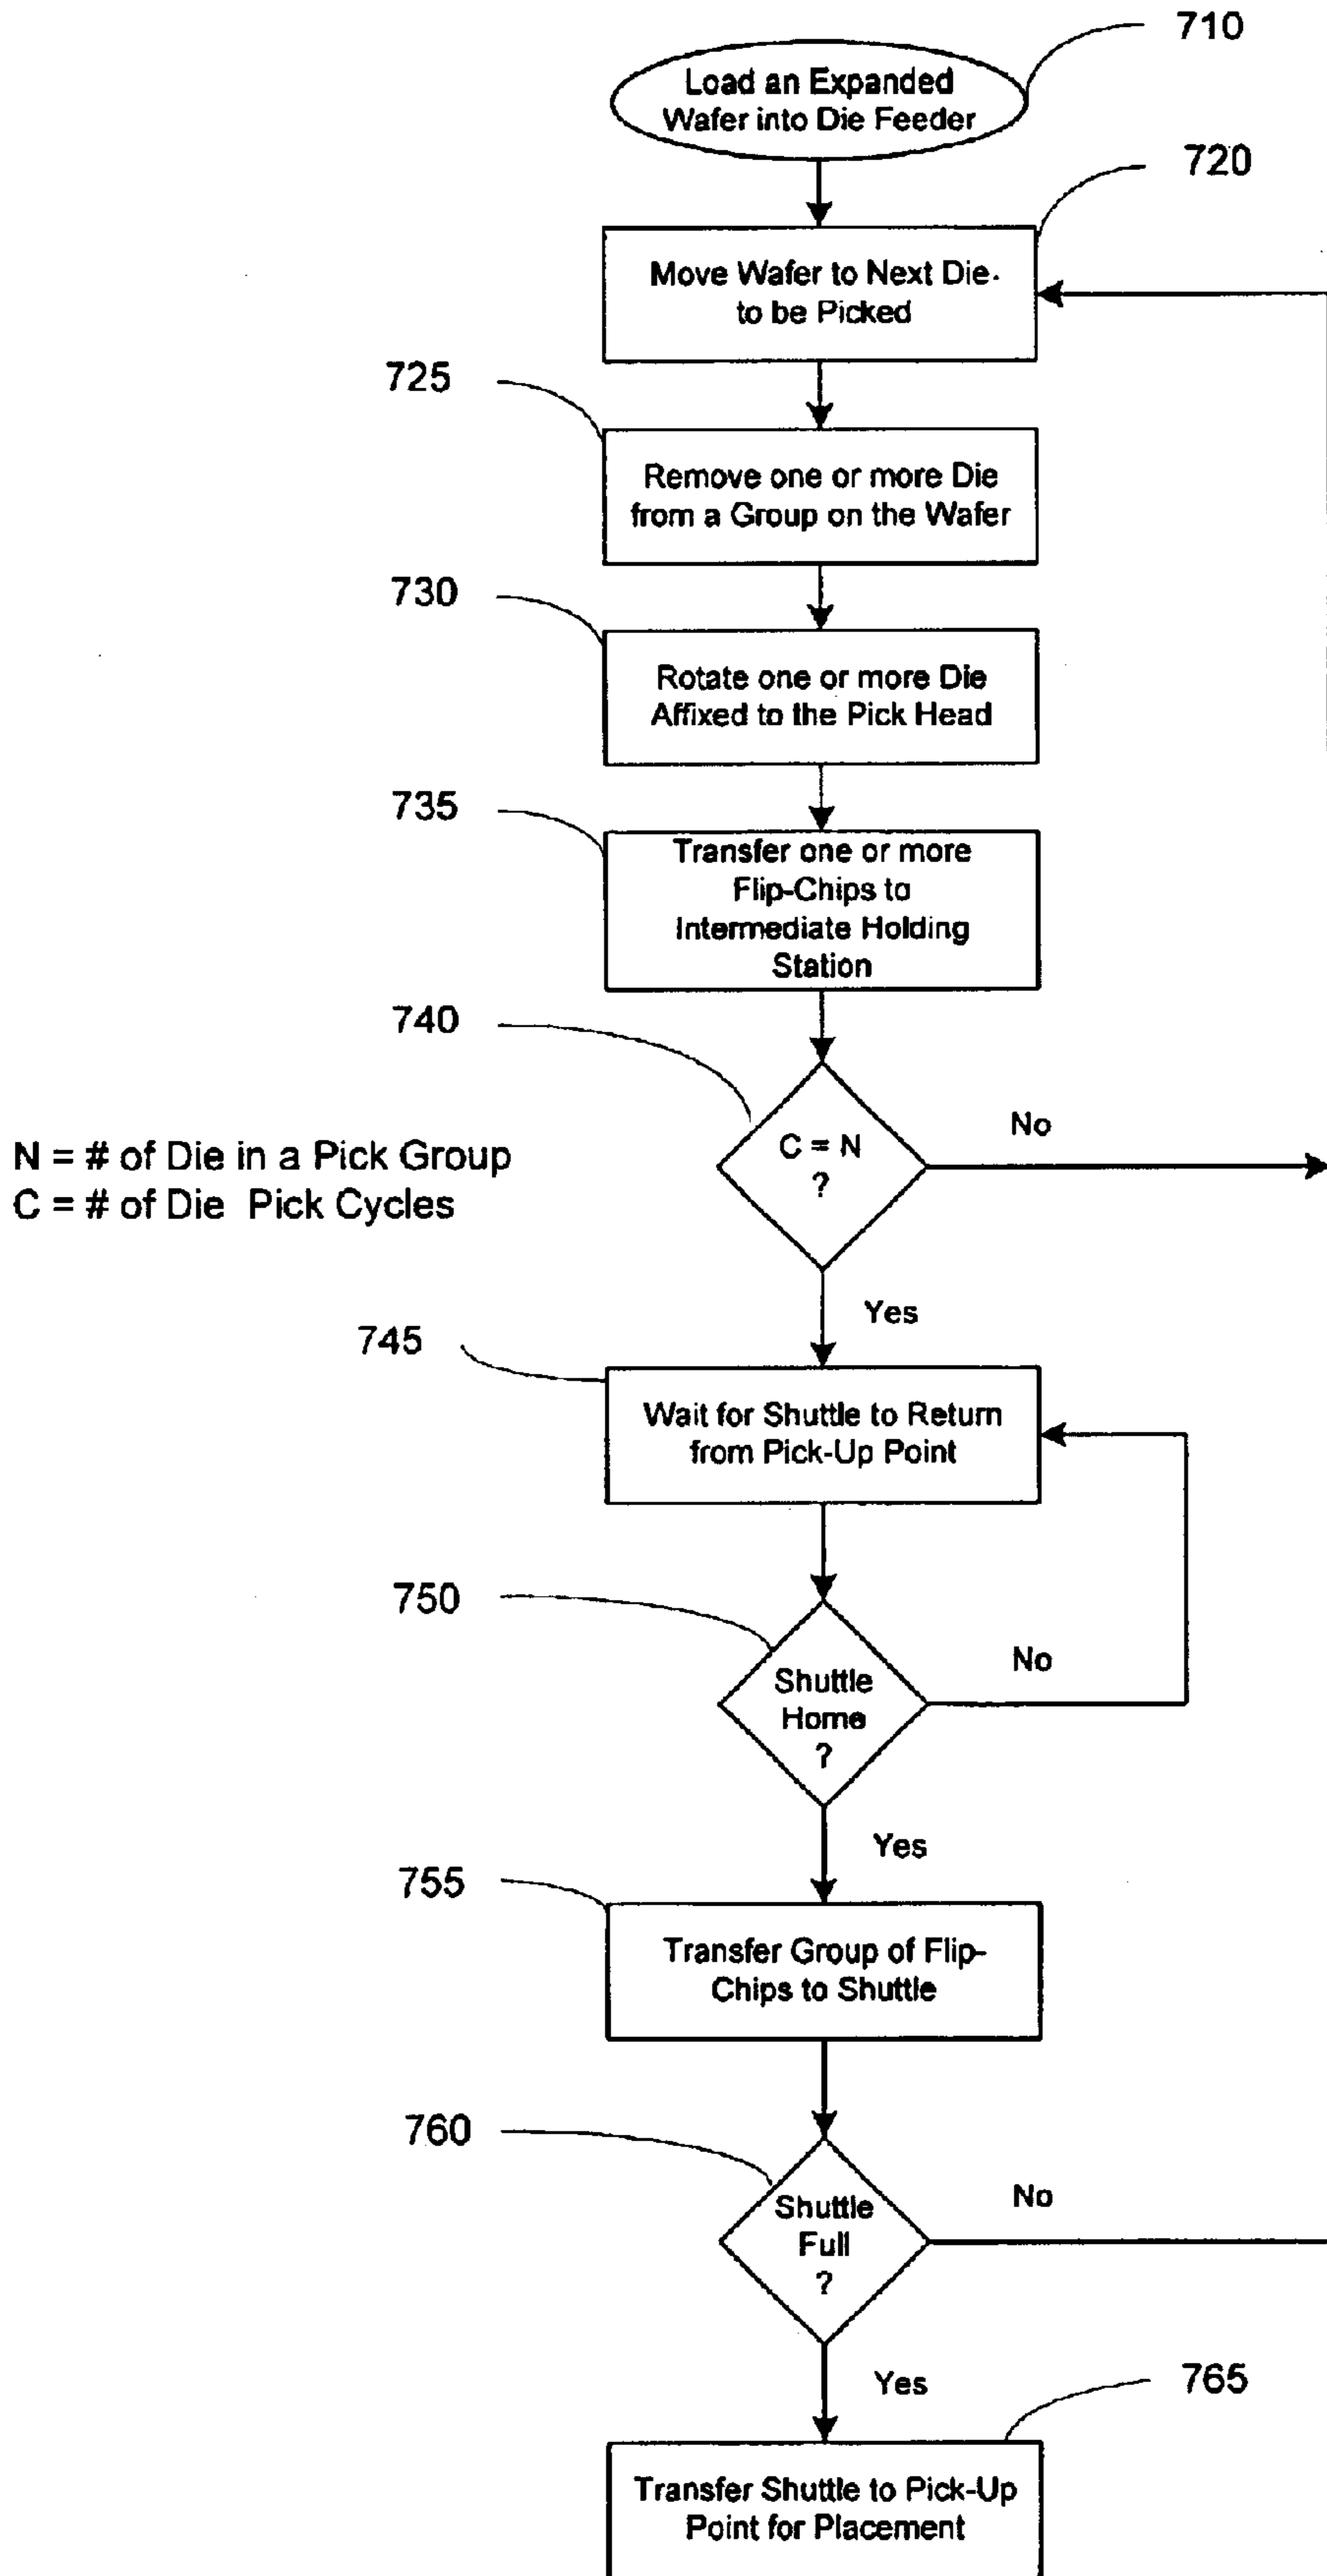 710
Load an Expanded
Wafer into Die Feeder
720
Move Wafer to Next Die
to be Picked
725
Remove one or more Die
from a Group on the Wafer
730
Rotate one or more Die
Affixed to the Pick Head
735
Transfer one or more
Flip-Chips to
Intermediate Holding
Station
740
C = N
?
No
N = # of Die in a Pick Group
C = # of Die Pick Cycles
Yes
745
Wait for Shuttle to Return
from Pick-Up Point
750
Shuttle
Home
?
No
Yes
755
Transfer Group of Flip-
Chips to Shuttle
760
Shuttle
Full
?
No
Yes
765
Transfer Shuttle to Pick-Up
Point for Placement